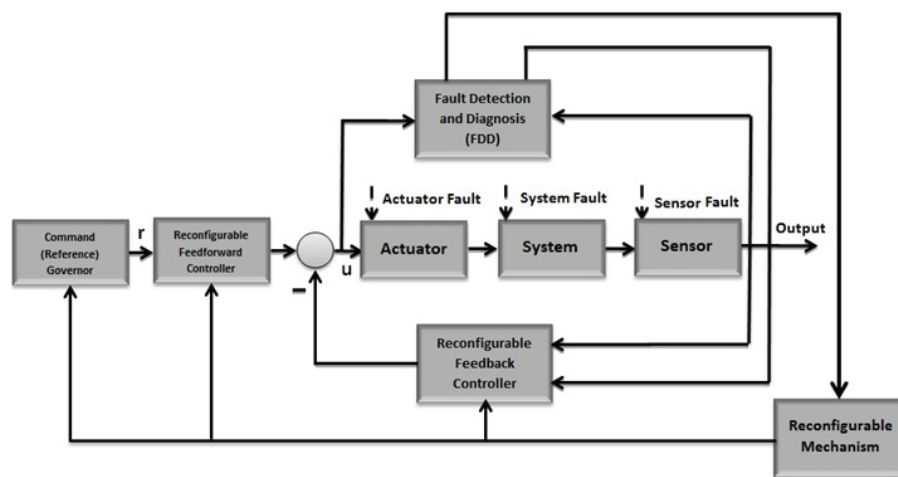 Fault Detection
and Diagnosis
(FDD)
Actuator Fault
System Fault
Sensor Fault
Command
(Reference)
Governor
r
Reconfigurable
Feedforward
Controller
–
u
Actuator
System
Sensor
Output
Reconfigurable
Feedback
Controller
Reconfigurable
Mechanism